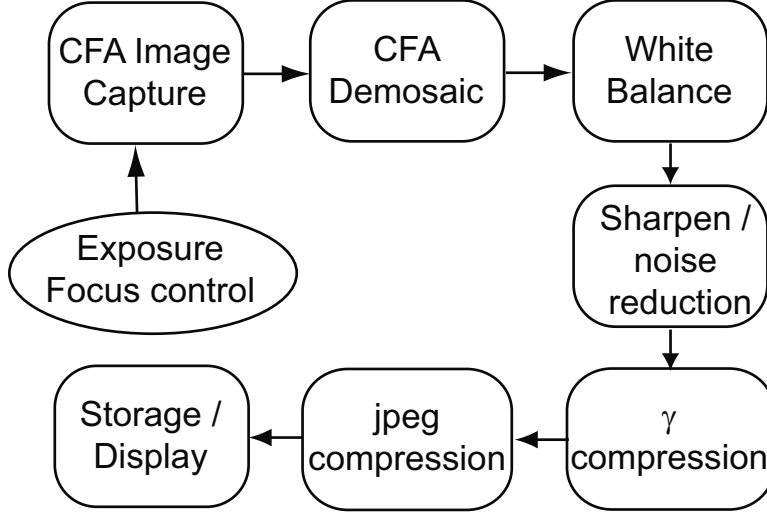 CFA Image
Capture
CFA
Demosaic
White
Balance
Exposure
Focus control
Sharpen /
noise
reduction
γ
compression
jpeg
compression
Storage /
Display